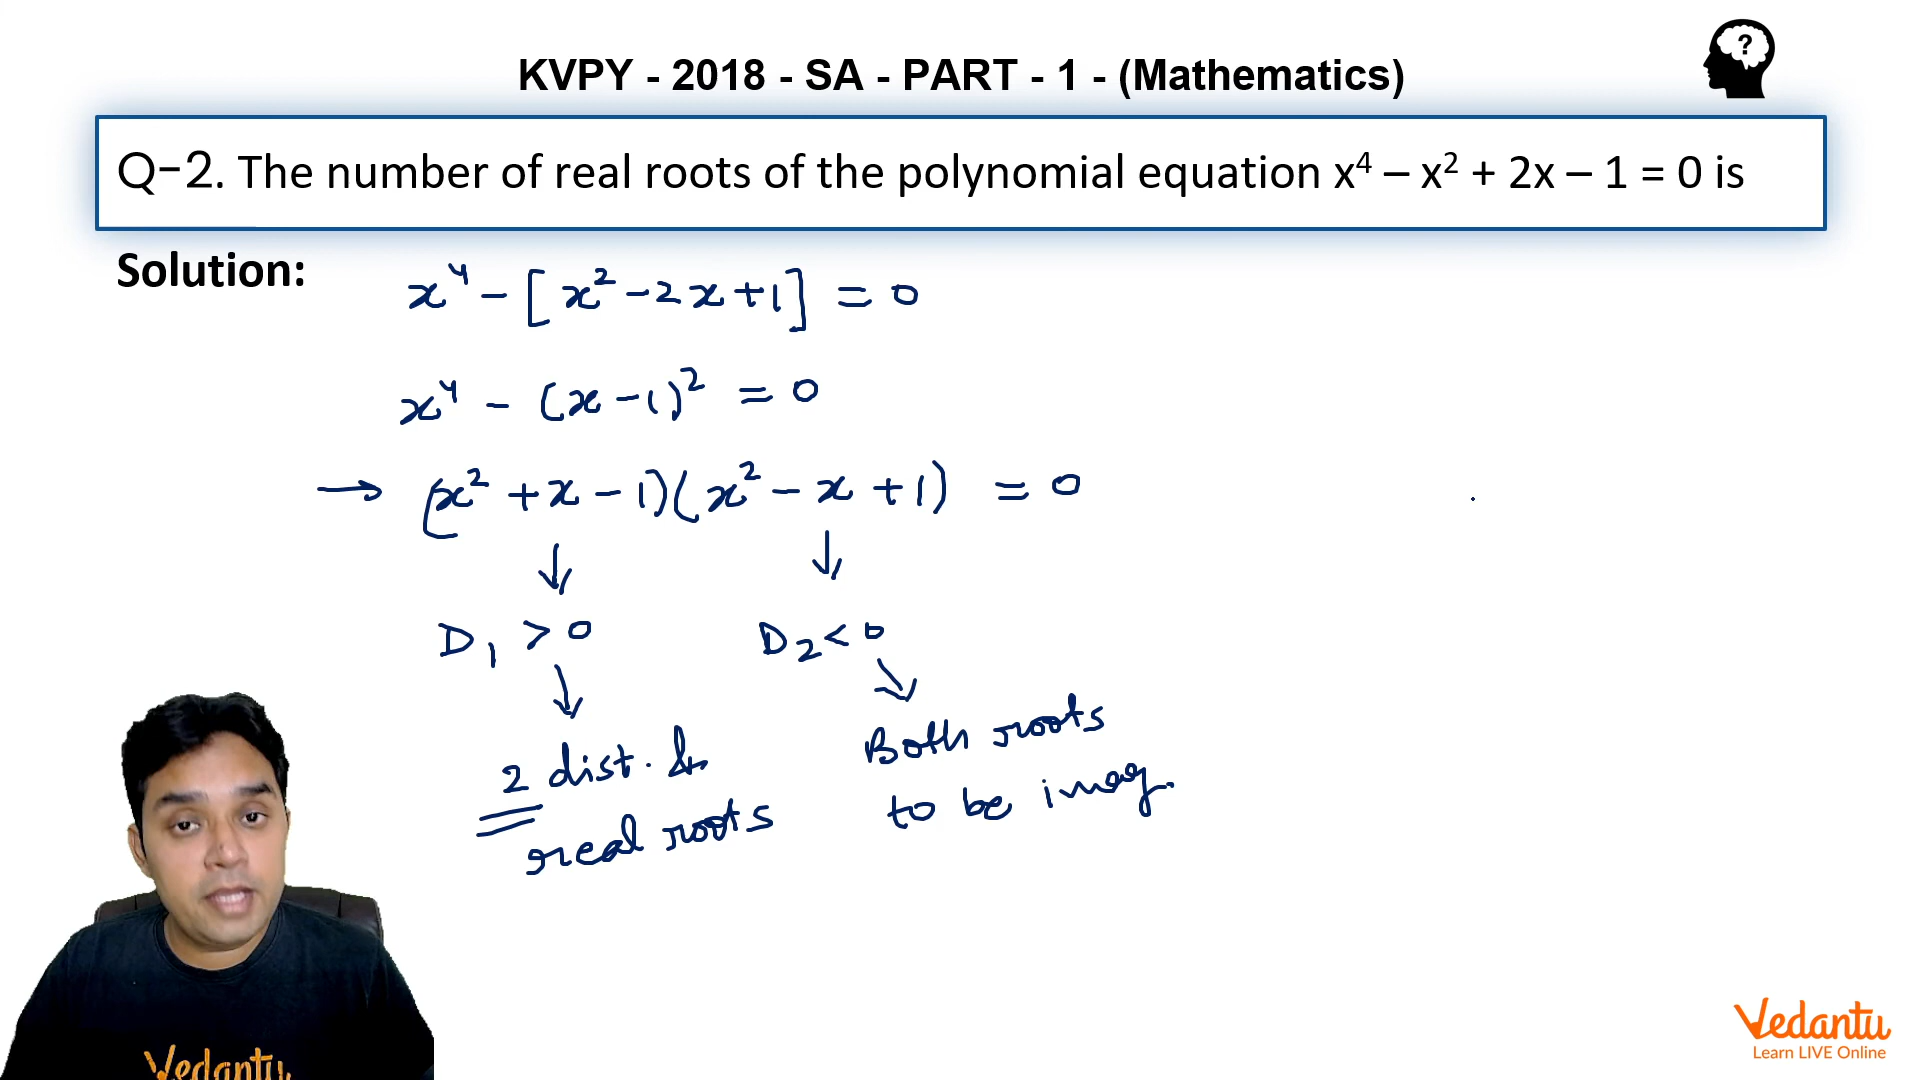 KVPY - 2018 - SA - PART - 1 - (Mathematics)
?
Q-2. The number of real roots of the polynomial equation x⁴ – x² + 2x – 1 = 0 is
Solution:
x⁴ - [x² - 2x + 1] = 0
x⁴ - (x - 1)² = 0
→ (x² + x - 1)(x² - x + 1) = 0
↓ ↓
D₁ > 0 D₂ < 0
↓ ↘
2 dist. & real roots
Both roots to be imag.
Vedantu
Learn LIVE Online
Vedantu